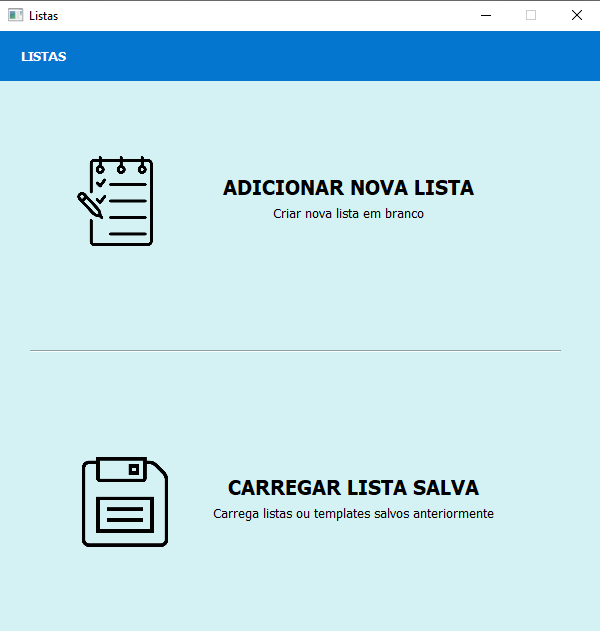 Listas
LISTAS
ADICIONAR NOVA LISTA
Criar nova lista em branco
CARREGAR LISTA SALVA
Carrega listas ou templates salvos anteriormente